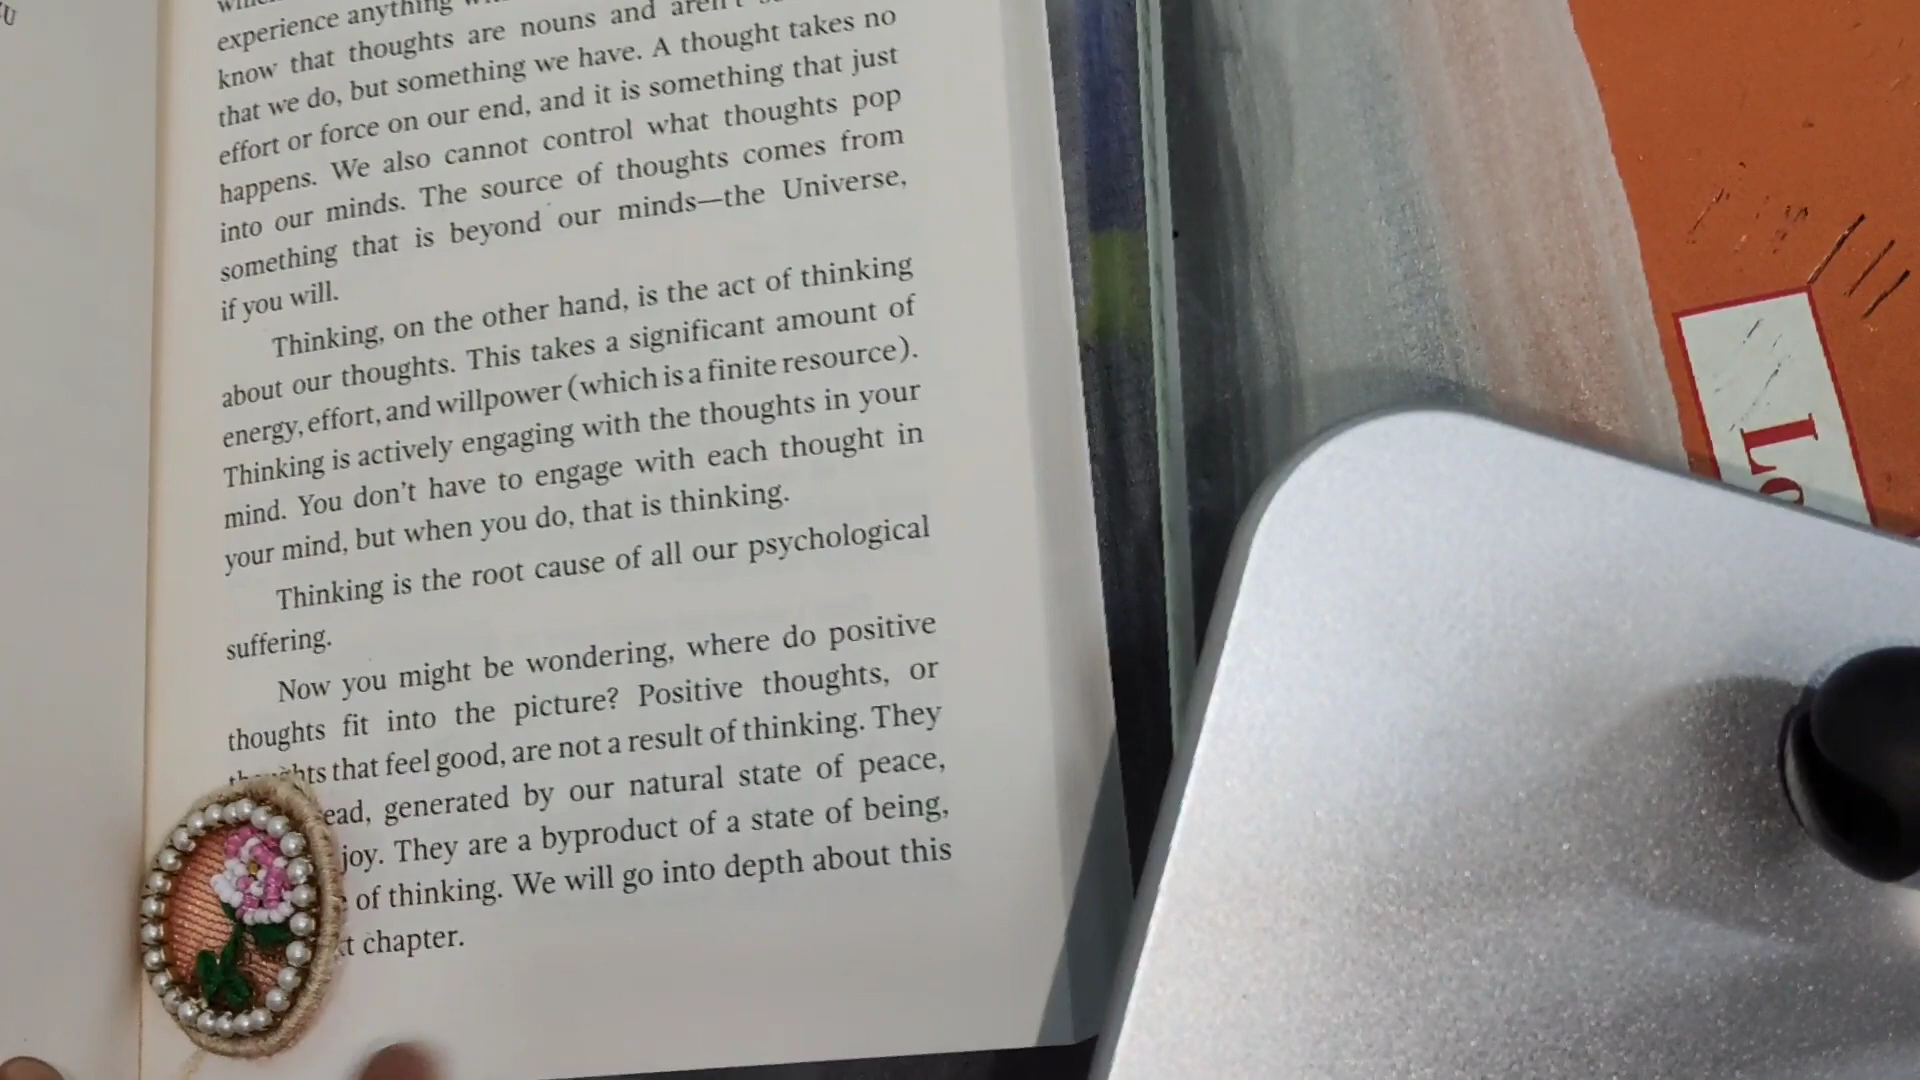 experience anything
know that thoughts are nouns and aren't
that we do, but something we have. A thought takes no
effort or force on our end, and it is something that just
happens. We also cannot control what thoughts pop
into our minds. The source of thoughts comes from
something that is beyond our minds—the Universe,
if you will.
Thinking, on the other hand, is the act of thinking
about our thoughts. This takes a significant amount of
energy, effort, and willpower (which is a finite resource).
Thinking is actively engaging with the thoughts in your
mind. You don't have to engage with each thought in
your mind, but when you do, that is thinking.
Thinking is the root cause of all our psychological
suffering.
Now you might be wondering, where do positive
thoughts fit into the picture? Positive thoughts, or
that feel good, are not a result of thinking. They
generated by our natural state of peace,
joy. They are a byproduct of a state of being,
of thinking. We will go into depth about this
chapter.
Lo